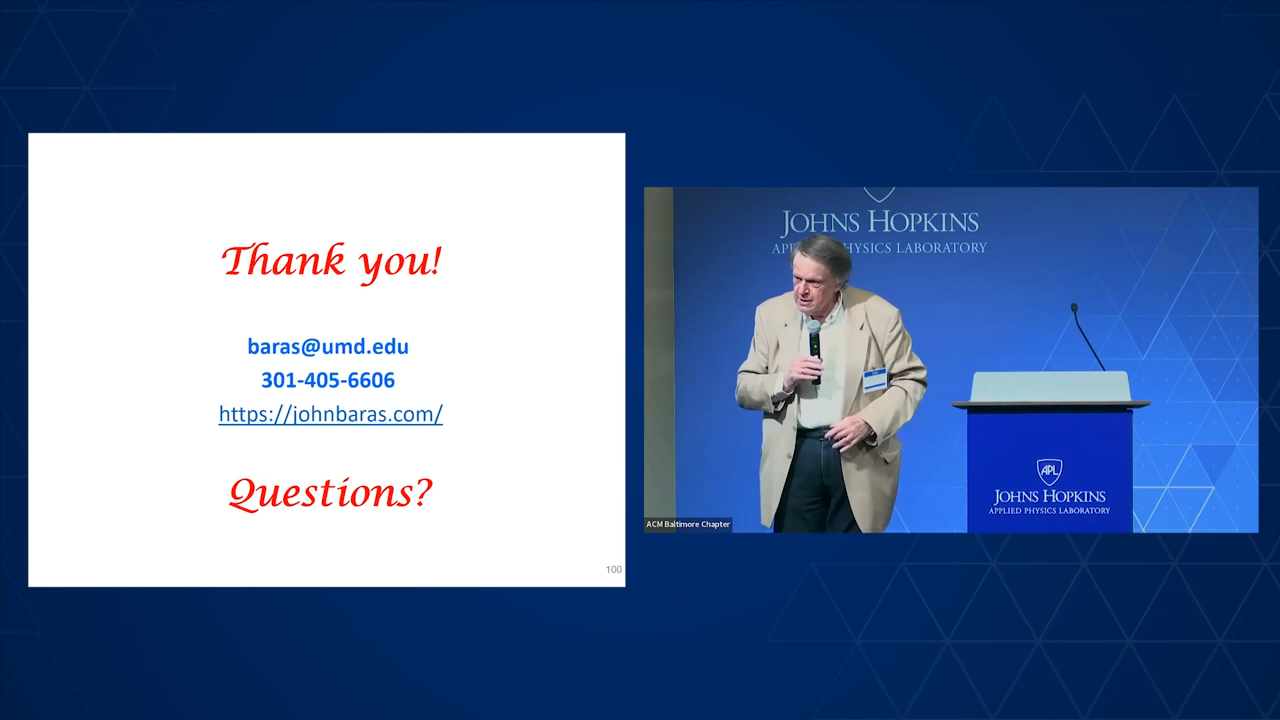 Thank you!
baras@umd.edu
301-405-6606
https://johnbaras.com/
Questions?
100
JOHNS HOPKINS
APPLIED PHYSICS LABORATORY
APL
JOHNS HOPKINS
APPLIED PHYSICS LABORATORY
ACM Baltimore Chapter